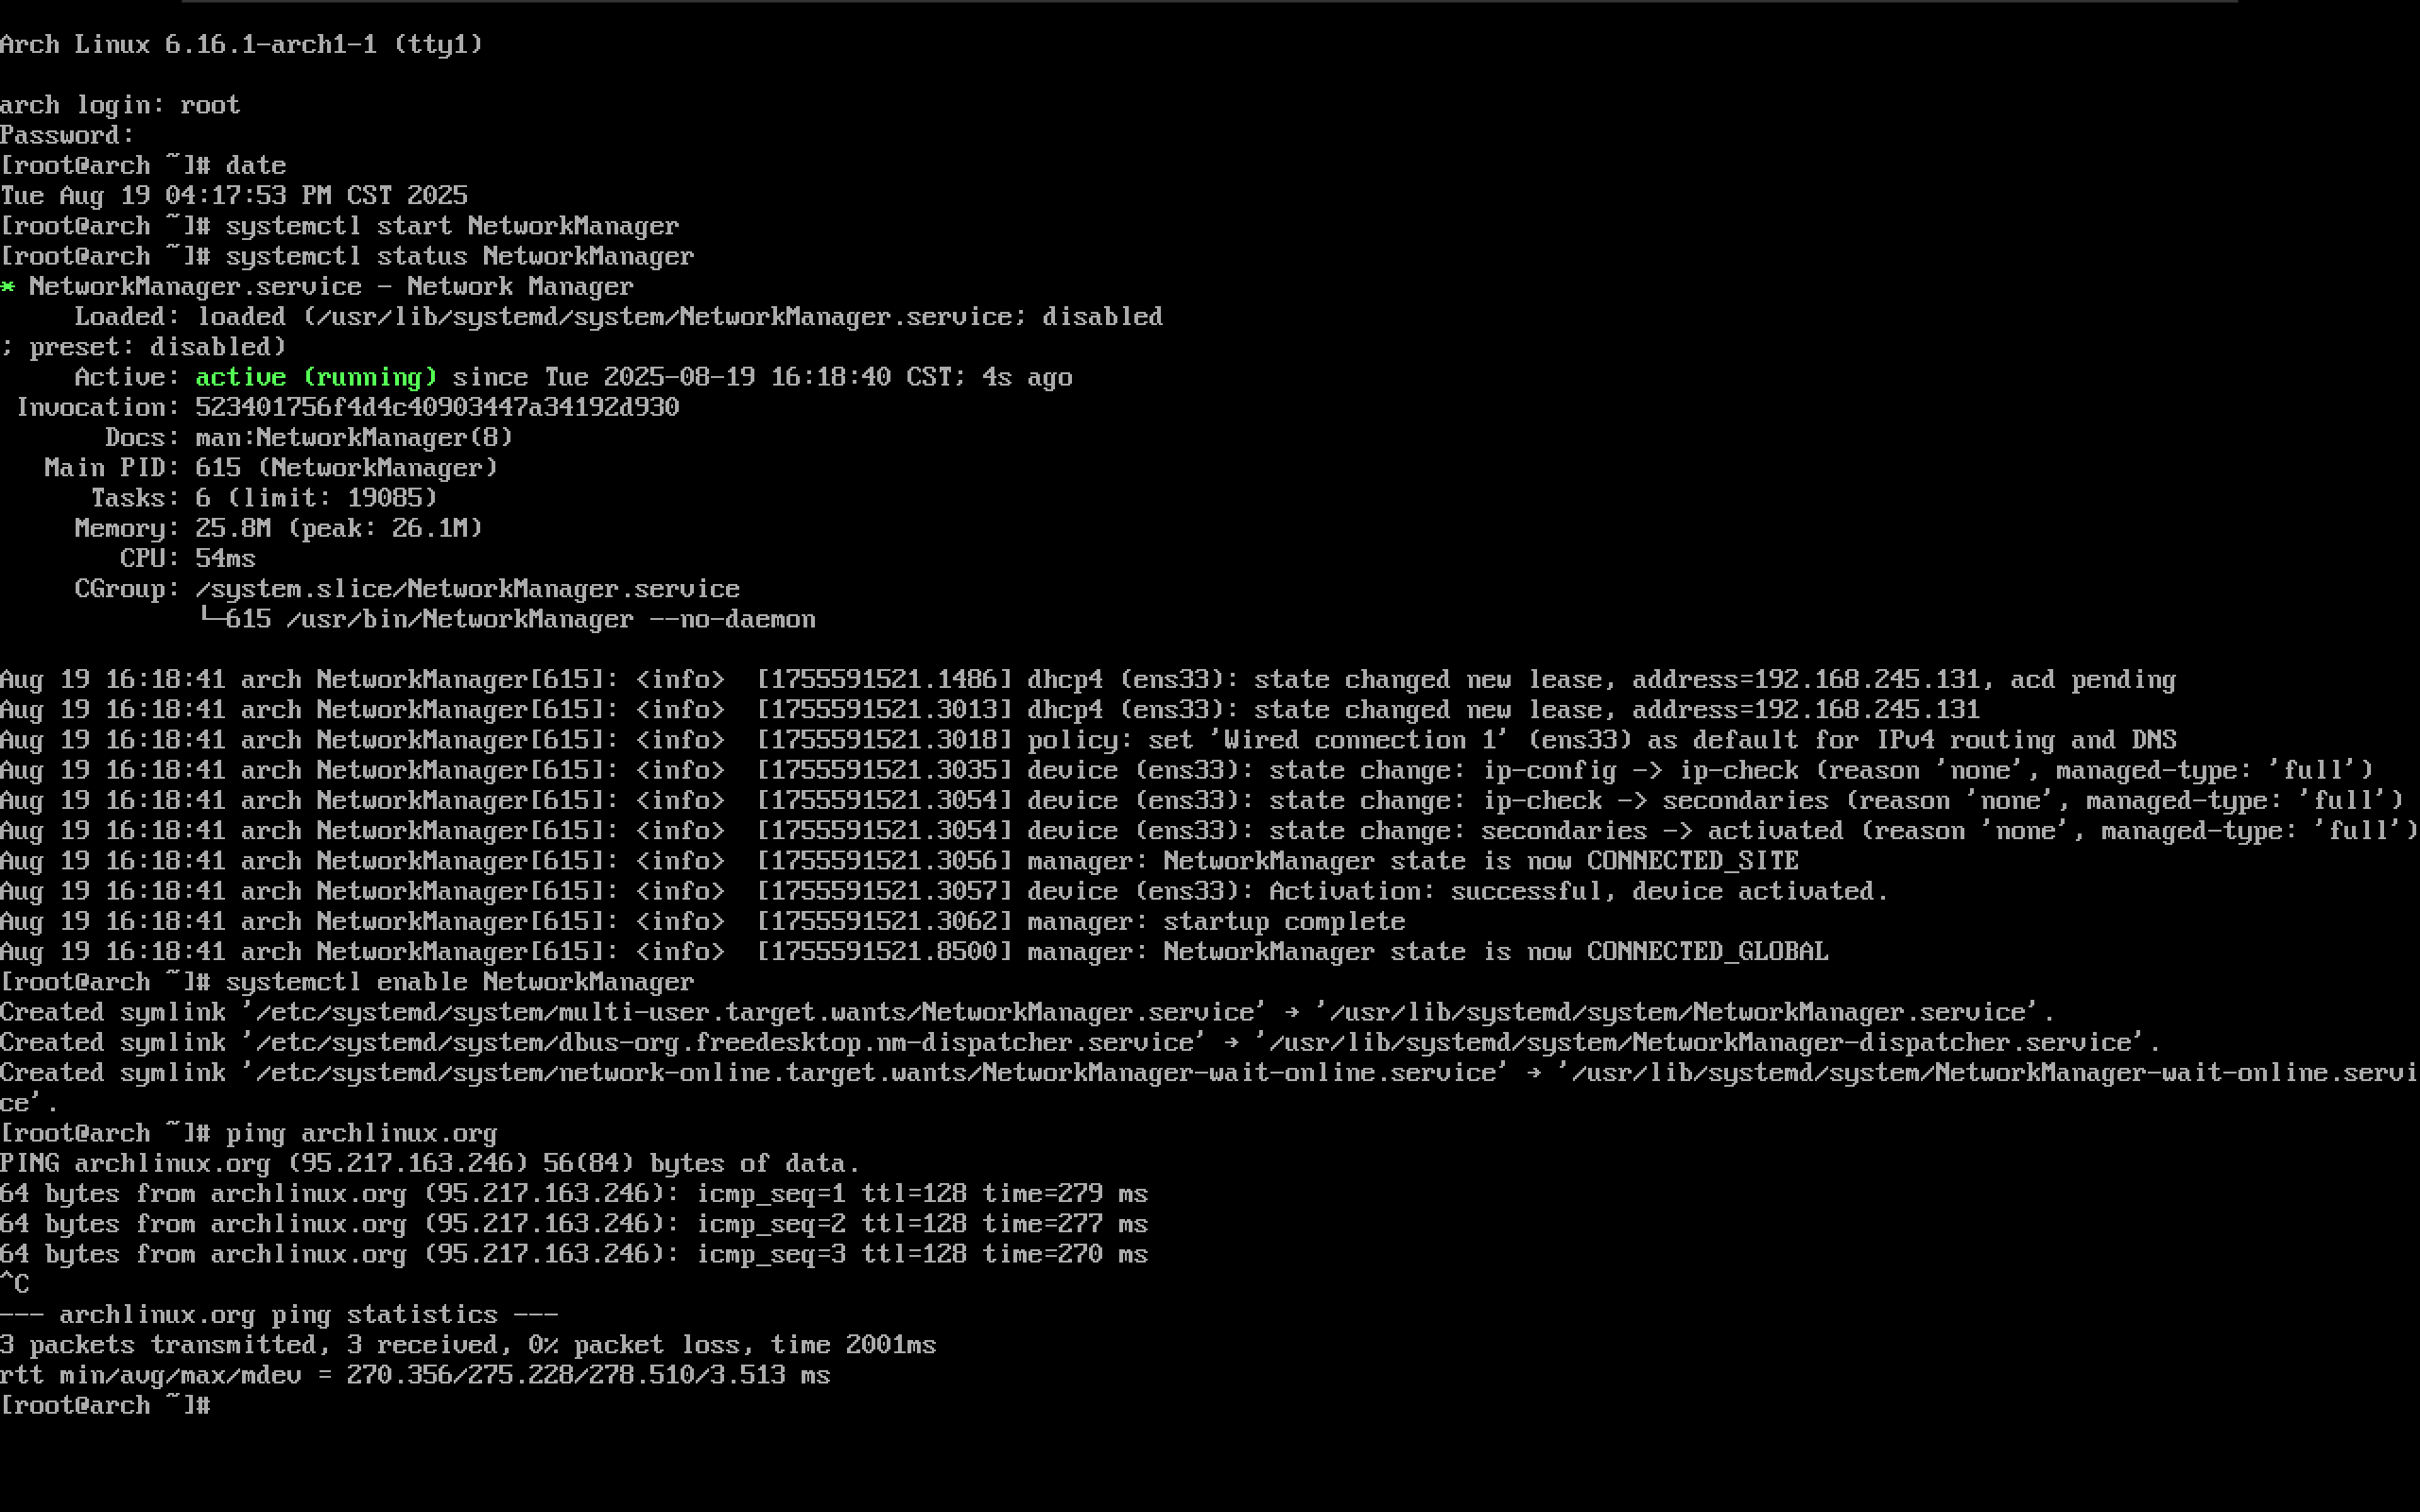 Arch Linux 6.16.1-arch1-1 (tty1)
arch login: root
Password:
[root@arch ~]# date
Tue Aug 19 04:17:53 PM CST 2025
[root@arch ~]# systemctl start NetworkManager
[root@arch ~]# systemctl status NetworkManager
* NetworkManager.service - Network Manager
     Loaded: loaded (/usr/lib/systemd/system/NetworkManager.service; disabled
; preset: disabled)
     Active: active (running) since Tue 2025-08-19 16:18:40 CST; 4s ago
 Invocation: 523401756f4d4c40903447a34192d930
       Docs: man:NetworkManager(8)
   Main PID: 615 (NetworkManager)
      Tasks: 6 (limit: 19085)
     Memory: 25.8M (peak: 26.1M)
        CPU: 54ms
     CGroup: /system.slice/NetworkManager.service
             └─615 /usr/bin/NetworkManager --no-daemon
Aug 19 16:18:41 arch NetworkManager[615]: <info>  [1755591521.1486] dhcp4 (ens33): state changed new lease, address=192.168.245.131, acd pending
Aug 19 16:18:41 arch NetworkManager[615]: <info>  [1755591521.3013] dhcp4 (ens33): state changed new lease, address=192.168.245.131
Aug 19 16:18:41 arch NetworkManager[615]: <info>  [1755591521.3018] policy: set 'Wired connection 1' (ens33) as default for IPv4 routing and DNS
Aug 19 16:18:41 arch NetworkManager[615]: <info>  [1755591521.3035] device (ens33): state change: ip-config -> ip-check (reason 'none', managed-type: 'full')
Aug 19 16:18:41 arch NetworkManager[615]: <info>  [1755591521.3054] device (ens33): state change: ip-check -> secondaries (reason 'none', managed-type: 'full')
Aug 19 16:18:41 arch NetworkManager[615]: <info>  [1755591521.3054] device (ens33): state change: secondaries -> activated (reason 'none', managed-type: 'full')
Aug 19 16:18:41 arch NetworkManager[615]: <info>  [1755591521.3056] manager: NetworkManager state is now CONNECTED_SITE
Aug 19 16:18:41 arch NetworkManager[615]: <info>  [1755591521.3057] device (ens33): Activation: successful, device activated.
Aug 19 16:18:41 arch NetworkManager[615]: <info>  [1755591521.3062] manager: startup complete
Aug 19 16:18:41 arch NetworkManager[615]: <info>  [1755591521.8500] manager: NetworkManager state is now CONNECTED_GLOBAL
[root@arch ~]# systemctl enable NetworkManager
Created symlink '/etc/systemd/system/multi-user.target.wants/NetworkManager.service' → '/usr/lib/systemd/system/NetworkManager.service'.
Created symlink '/etc/systemd/system/dbus-org.freedesktop.nm-dispatcher.service' → '/usr/lib/systemd/system/NetworkManager-dispatcher.service'.
Created symlink '/etc/systemd/system/network-online.target.wants/NetworkManager-wait-online.service' → '/usr/lib/systemd/system/NetworkManager-wait-online.servi
ce'.
[root@arch ~]# ping archlinux.org
PING archlinux.org (95.217.163.246) 56(84) bytes of data.
64 bytes from archlinux.org (95.217.163.246): icmp_seq=1 ttl=128 time=279 ms
64 bytes from archlinux.org (95.217.163.246): icmp_seq=2 ttl=128 time=277 ms
64 bytes from archlinux.org (95.217.163.246): icmp_seq=3 ttl=128 time=270 ms
^C
--- archlinux.org ping statistics ---
3 packets transmitted, 3 received, 0% packet loss, time 2001ms
rtt min/avg/max/mdev = 270.356/275.228/278.510/3.513 ms
[root@arch ~]#